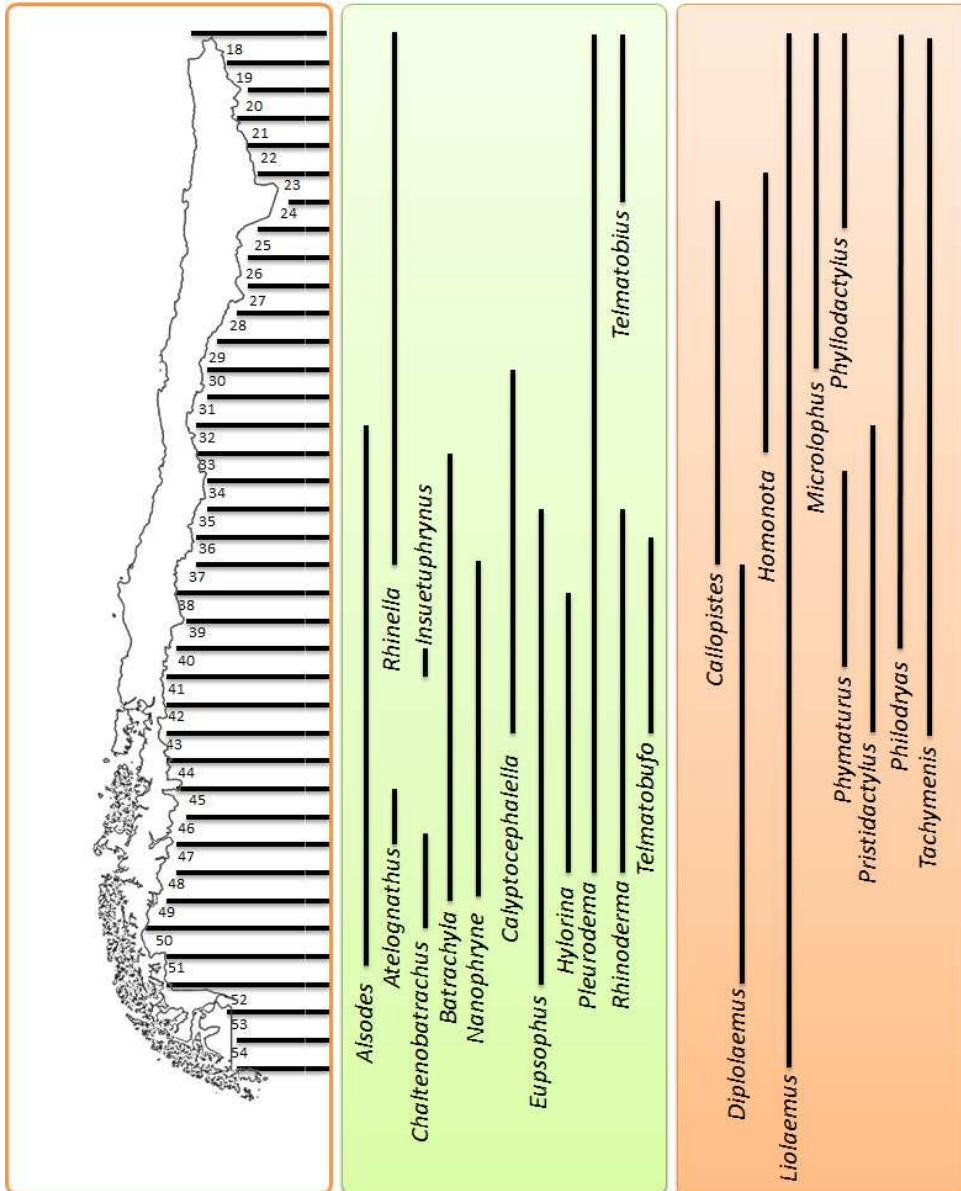 18
19
20
21
22
23
24
25
26
27
28
29
30
31
32
33
34
35
36
37
38
39
40
41
42
43
44
45
46
47
48
49
50
51
52
53
54
Alsodes
Rhinella
Atelognathus
Insuetuphrynus
Chaltenobatrachus
Batrachyla
Nanophryne
Calyptocephalella
Eupsophus
Hylorina
Pleurodema
Telmatobius
Rhinoderma
Telmatobufo
Callopistes
Diplolaemus
Homonota
Liolaemus
Microlophus
Phyllodactylus
Phymaturus
Pristidactylus
Philodryas
Tachymenis